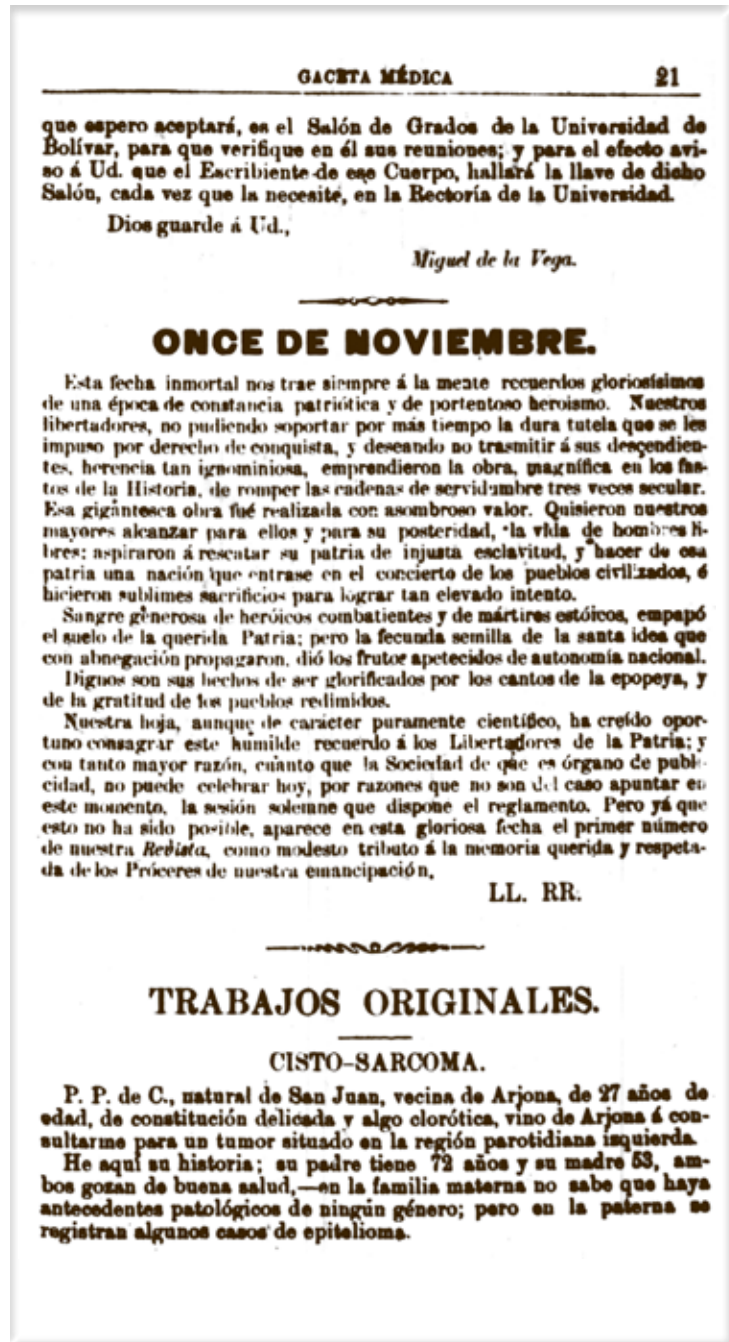 GACETA MÉDICA 21
que espero aceptará, es el Salón de Grados de la Universidad de
Bolívar, para que verifique en él sus reuniones; y para el efecto avi-
so á Ud. que el Escribiente de ese Cuerpo, hallará la llave de dicho
Salón, cada vez que la necesite, en la Rectoría de la Universidad.
Dios guarde á Ud.,
Miguel de la Vega.
ONCE DE NOVIEMBRE.
Esta fecha inmortal nos trae siempre á la mente recuerdos gloriosísimos
de una época de constancia patriótica y de portentoso heroismo. Nuestros
libertadores, no pudiendo soportar por más tiempo la dura tutela que se les
impuso por derecho de conquista, y deseando no trasmitir á sus descendien-
tes, herencia tan ignominiosa, emprendieron la obra, magnífica en los fas-
tos de la Historia, de romper las cadenas de servidumbre tres veces secular.
Esa gigantesca obra fué realizada con asombroso valor. Quisieron nuestros
mayores alcanzar para ellos y para su posteridad, la vida de hombres li-
bres; aspiraron á rescatar su patria de injusta esclavitud, y hacer de esa
patria una nación que entrase en el concierto de los pueblos civilizados, é
hicieron sublimes sacrificios para lograr tan elevado intento.
Sangre generosa de heróicos combatientes y de mártires estóicos, empapó
el suelo de la querida Patria; pero la fecunda semilla de la santa idea que
con abnegación propagaron, dió los frutos apetecidos de autonomía nacional.
Dignos son sus hechos de ser glorificados por los cantos de la epopeya, y
de la gratitud de los pueblos redimidos.
Nuestra hoja, aunque de carácter puramente científico, ha creído opor-
tuno consagrar este humilde recuerdo á los Libertadores de la Patria; y
con tanto mayor razón, cuanto que la Sociedad de que es órgano de publi-
cidad, no puede celebrar hoy, por razones que no son del caso apuntar en
este momento, la sesión solemne que dispone el reglamento. Pero yá que
esto no ha sido posible, aparece en esta gloriosa fecha el primer número
de nuestra Revista, como modesto tributo á la memoria querida y respeta-
da de los Próceres de nuestra emancipación.
LL. RR.
TRABAJOS ORIGINALES.
CISTO-SARCOMA.
P. P. de C., natural de San Juan, vecina de Arjona, de 27 años de
edad, de constitución delicada y algo clorótica, vino de Arjona á con-
sultarme para un tumor situado en la región parotidiana izquierda.
He aquí su historia; su padre tiene 72 años y su madre 53, am-
bos gozan de buena salud,—en la familia materna no sabe que haya
antecedentes patológicos de ningún género; pero en la paterna se
registran algunos casos de epitelioma.